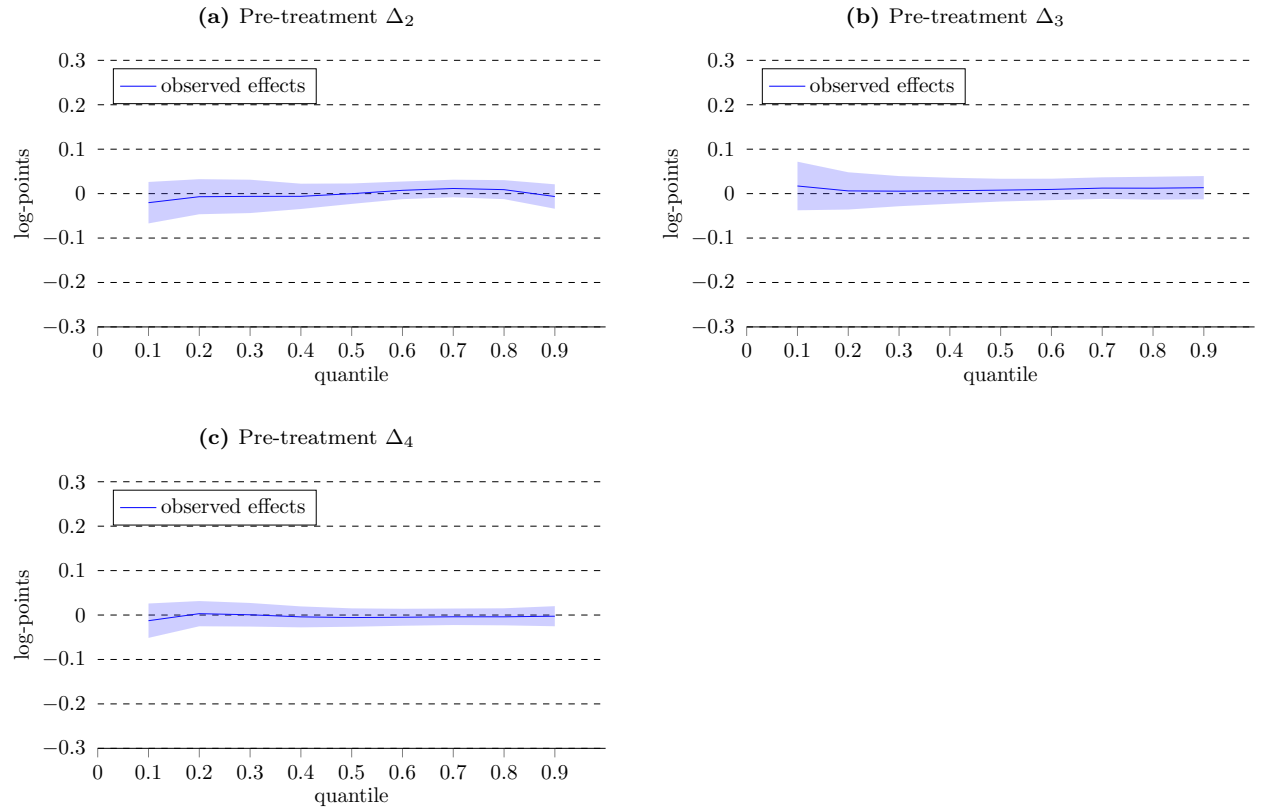 (a) Pre-treatment Δ₂
0.3
observed effects
0.2
0.1
0
−0.1
−0.2
−0.3
log-points
0 0.1 0.2 0.3 0.4 0.5 0.6 0.7 0.8 0.9
quantile
(b) Pre-treatment Δ₃
0.3
observed effects
0.2
0.1
0
−0.1
−0.2
−0.3
log-points
0 0.1 0.2 0.3 0.4 0.5 0.6 0.7 0.8 0.9
quantile
(c) Pre-treatment Δ₄
0.3
observed effects
0.2
0.1
0
−0.1
−0.2
−0.3
log-points
0 0.1 0.2 0.3 0.4 0.5 0.6 0.7 0.8 0.9
quantile